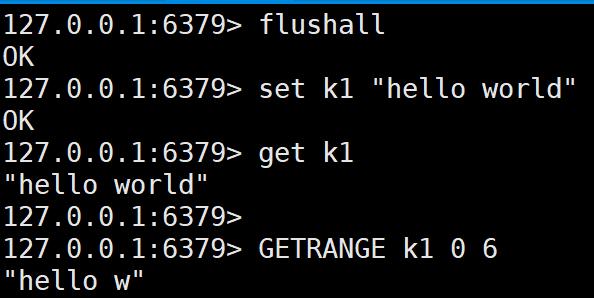 127.0.0.1:6379> flushall
OK
127.0.0.1:6379> set k1 "hello world"
OK
127.0.0.1:6379> get k1
"hello world"
127.0.0.1:6379>
127.0.0.1:6379> GETRANGE k1 0 6
"hello w"